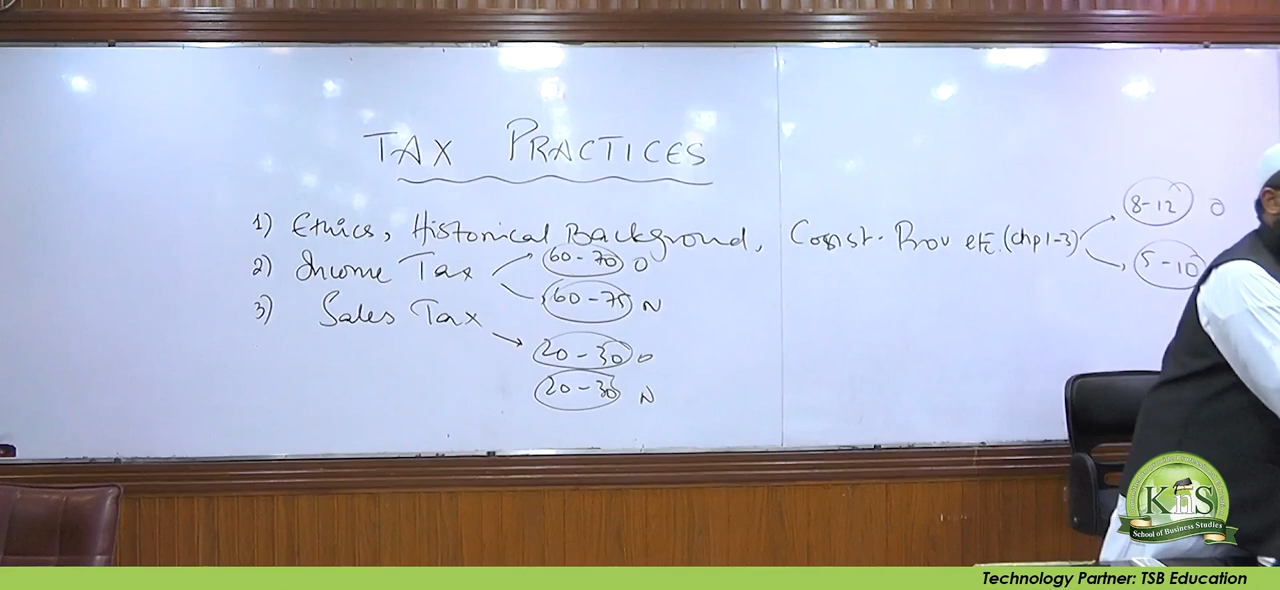 TAX PRACTICES
1) Ethics, Historical Background, Const. Prov etc. (chp 1-3) 8-12 O
5-10
2) Income Tax 60-70 O
60-75 N
3) Sales Tax
20-30 O
20-30 N
KnS
School of Business Studies
Technology Partner: TSB Education